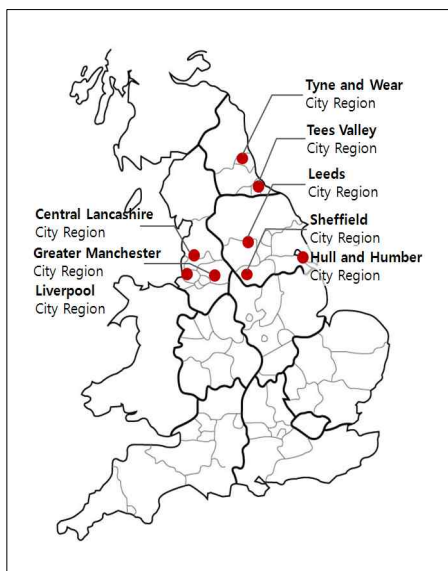 Tyne and Wear
City Region
Tees Valley
City Region
Leeds
City Region
Central Lancashire
City Region
Sheffield
City Region
Greater Manchester
City Region
Hull and Humber
City Region
Liverpool
City Region